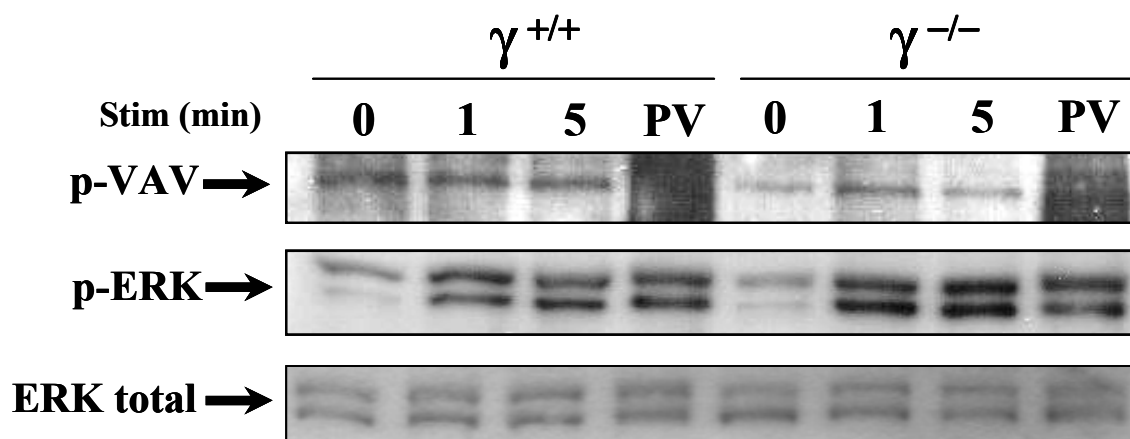 γ +/+ γ −/−
Stim (min) 0 1 5 PV 0 1 5 PV
p-VAV
p-ERK
ERK total